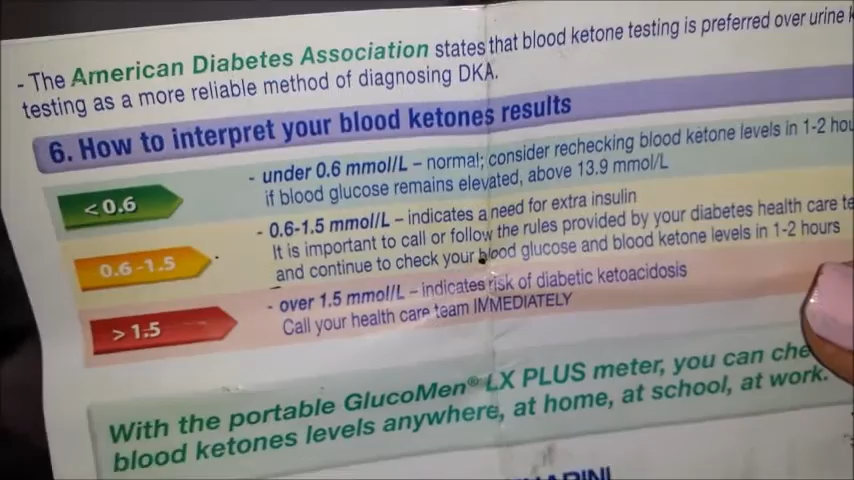 - The American Diabetes Association states that blood ketone testing is preferred over urine
testing as a more reliable method of diagnosing DKA.
6. How to interpret your blood ketones results
<0.6
- under 0.6 mmol/L – normal; consider rechecking blood ketone levels in 1-2
if blood glucose remains elevated, above 13.9 mmol/L
0.6-1.5
- 0.6-1.5 mmol/L – indicates a need for extra insulin
It is important to call or follow the rules provided by your diabetes health care
and continue to check your blood glucose and blood ketone levels in 1-2 hours
>1.5
- over 1.5 mmol/L – indicates risk of diabetic ketoacidosis
Call your health care team IMMEDIATELY
With the portable GlucoMen® LX PLUS meter, you can
blood ketones levels anywhere, at home, at school, at work.